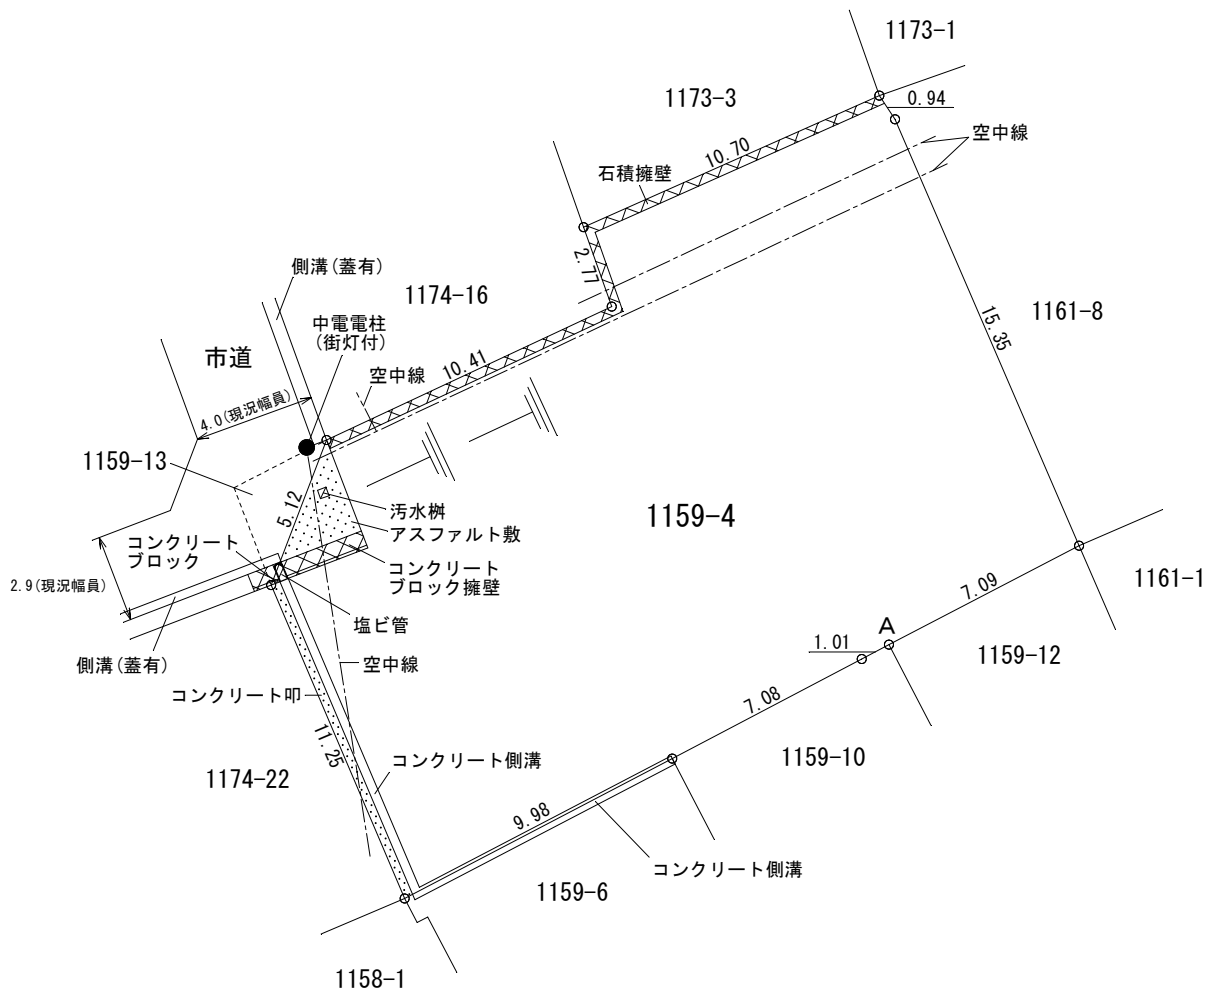 1173-1
1173-3
0.94
空中線
10.70
石積擁壁
2.77
側溝(蓋有)
1174-16
1161-8
15.35
中電電柱
(街灯付)
市道
10.41
空中線
4.0(現況幅員)
1159-13
5.12
汚水桝
アスファルト敷
1159-4
コンクリート
ブロック
コンクリート
ブロック擁壁
2.9(現況幅員)
1161-1
7.09
塩ビ管
A
1.01
側溝(蓋有)
空中線
1159-12
コンクリート叩
7.08
11.25
コンクリート側溝
1159-10
1174-22
9.98
コンクリート側溝
1159-6
1158-1